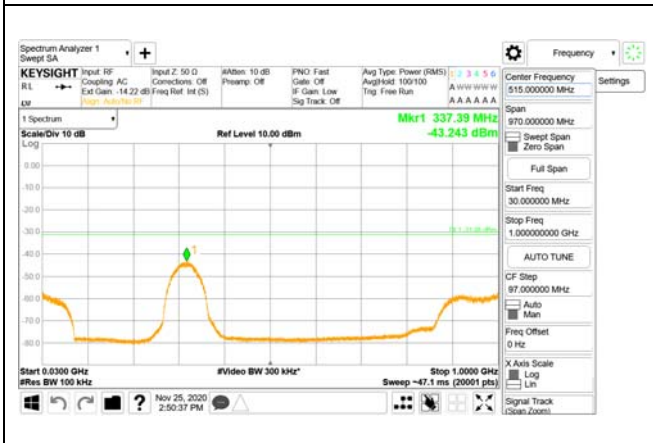 Spectrum Analyzer 1
Swept SA
+
Frequency
KEYSIGHT
RL
Input: RF
Coupling: AC
Ext Gain: -14.22 dB
Align: Auto/No RF
Input Z: 50 Ω
Corrections: Off
Freq Ref: Int (S)
#Atten: 10 dB
Preamp: Off
PNO: Fast
Gate: Off
IF Gain: Low
Sig Track: Off
Avg Type: Power (RMS)
Avg|Hold: 100/100
Trig: Free Run
1 2 3 4 5 6
A W W W W W
A A A A A A
Center Frequency
515.000000 MHz
Settings
Span
970.000000 MHz
Swept Span
Zero Span
Full Span
Start Freq
30.000000 MHz
Stop Freq
1.000000000 GHz
AUTO TUNE
CF Step
97.000000 MHz
Auto
Man
Freq Offset
0 Hz
X Axis Scale
Log
Lin
Signal Track
(Span Zoom)
1 Spectrum
Scale/Div 10 dB
Ref Level 10.00 dBm
Mkr1 337.39 MHz
-43.243 dBm
Log
0.00
-10.0
-20.0
-30.0
-40.0
-50.0
-60.0
-70.0
-80.0
1
Start 0.0300 GHz
#Video BW 300 kHz*
Stop 1.0000 GHz
#Res BW 100 kHz
Sweep ~47.1 ms (20001 pts)
?
Nov 25, 2020
2:50:37 PM